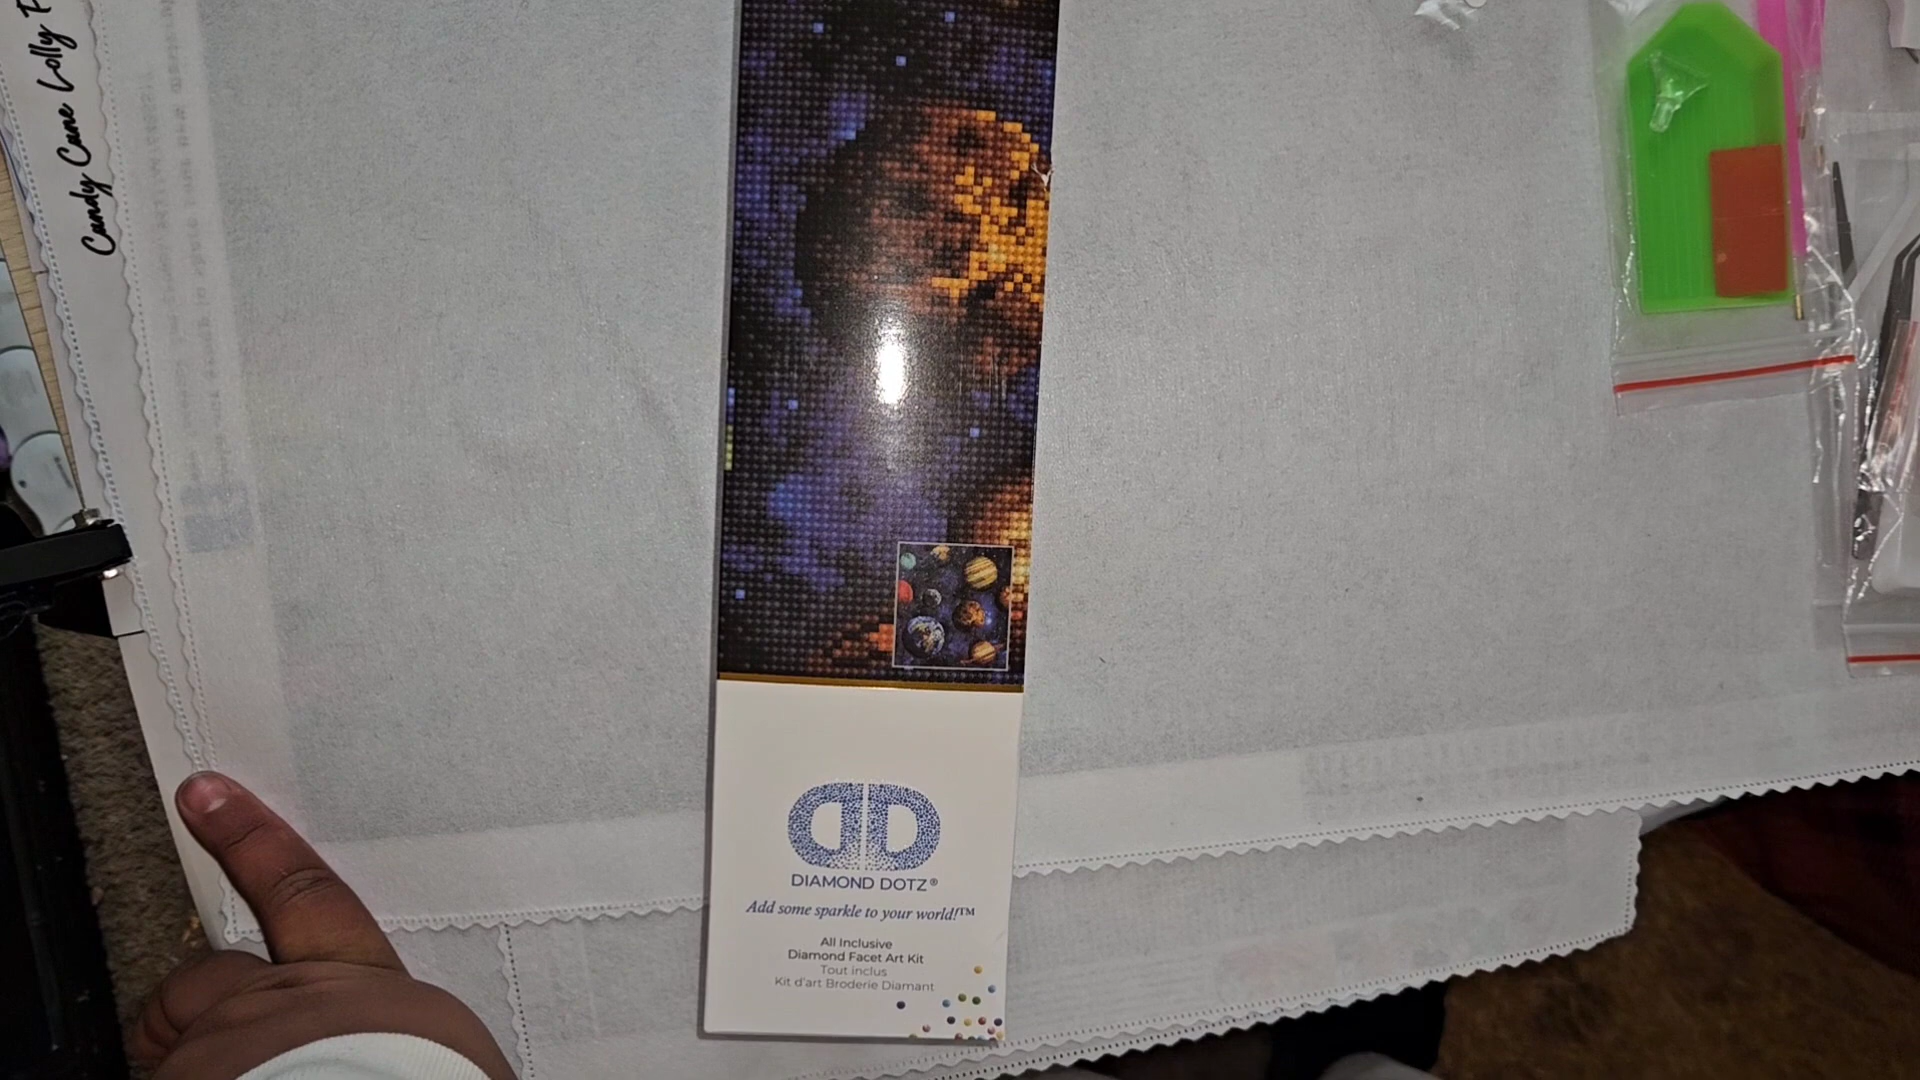 Candy Cane Lolly
DIAMOND DOTZ®
Add some sparkle to your world!™
All Inclusive
Diamond Facet Art Kit
Tout inclus
Kit d'art Broderie Diamant